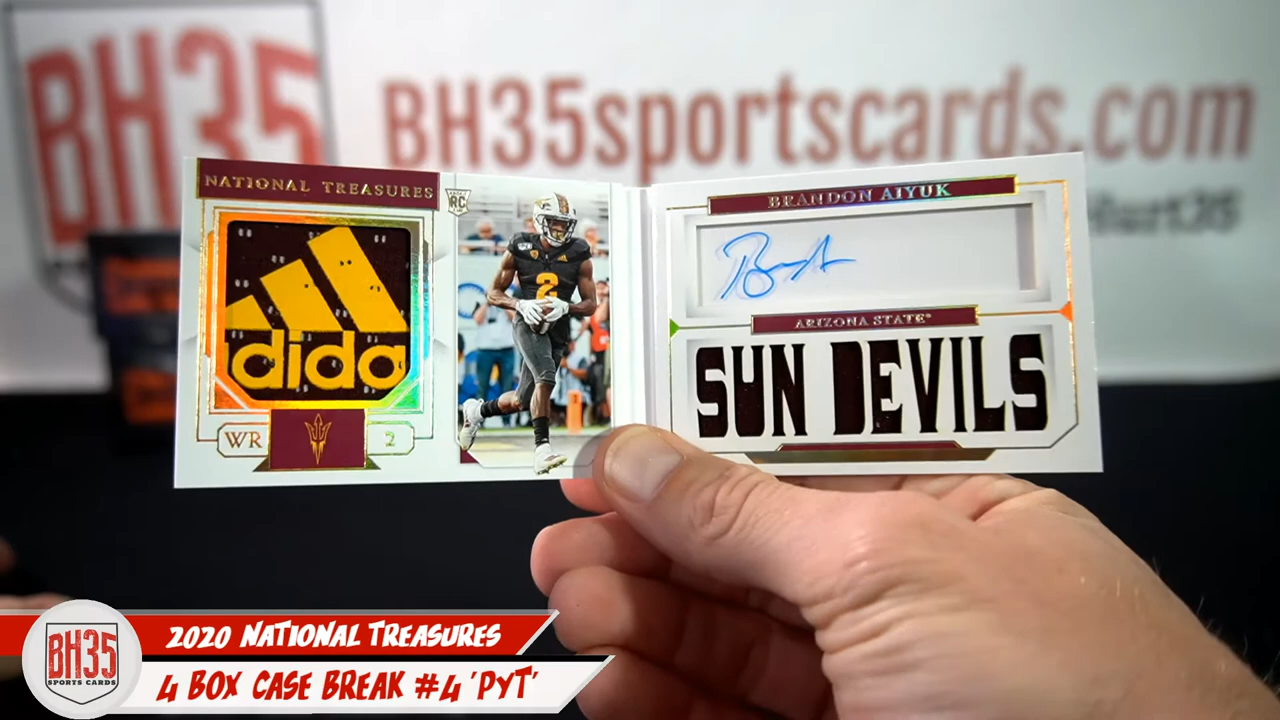 BH35
BH35sportscards.com
NATIONAL TREASURES
RC
dida
WR
2
2
BRANDON AIYUK
ARIZONA STATE®
SUN DEVILS
BH35
SPORTS CARDS
2020 NATIONAL TREASURES
4 BOX CASE BREAK #4 'PYT'